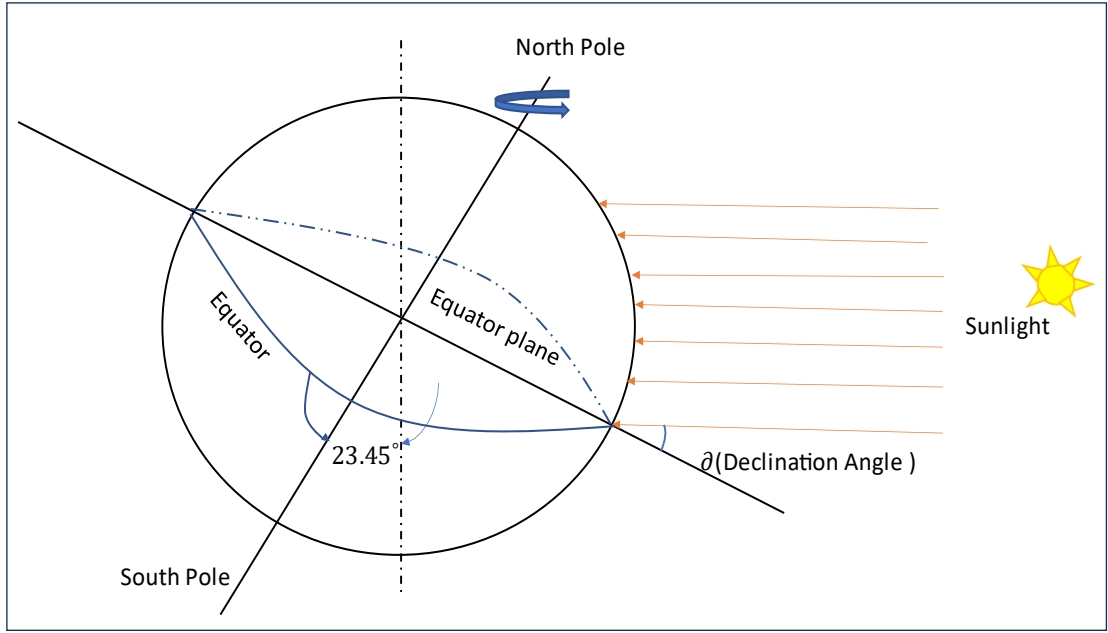 North Pole
Equator
Equator plane
Sunlight
23.45°
∂(Declination Angle )
South Pole